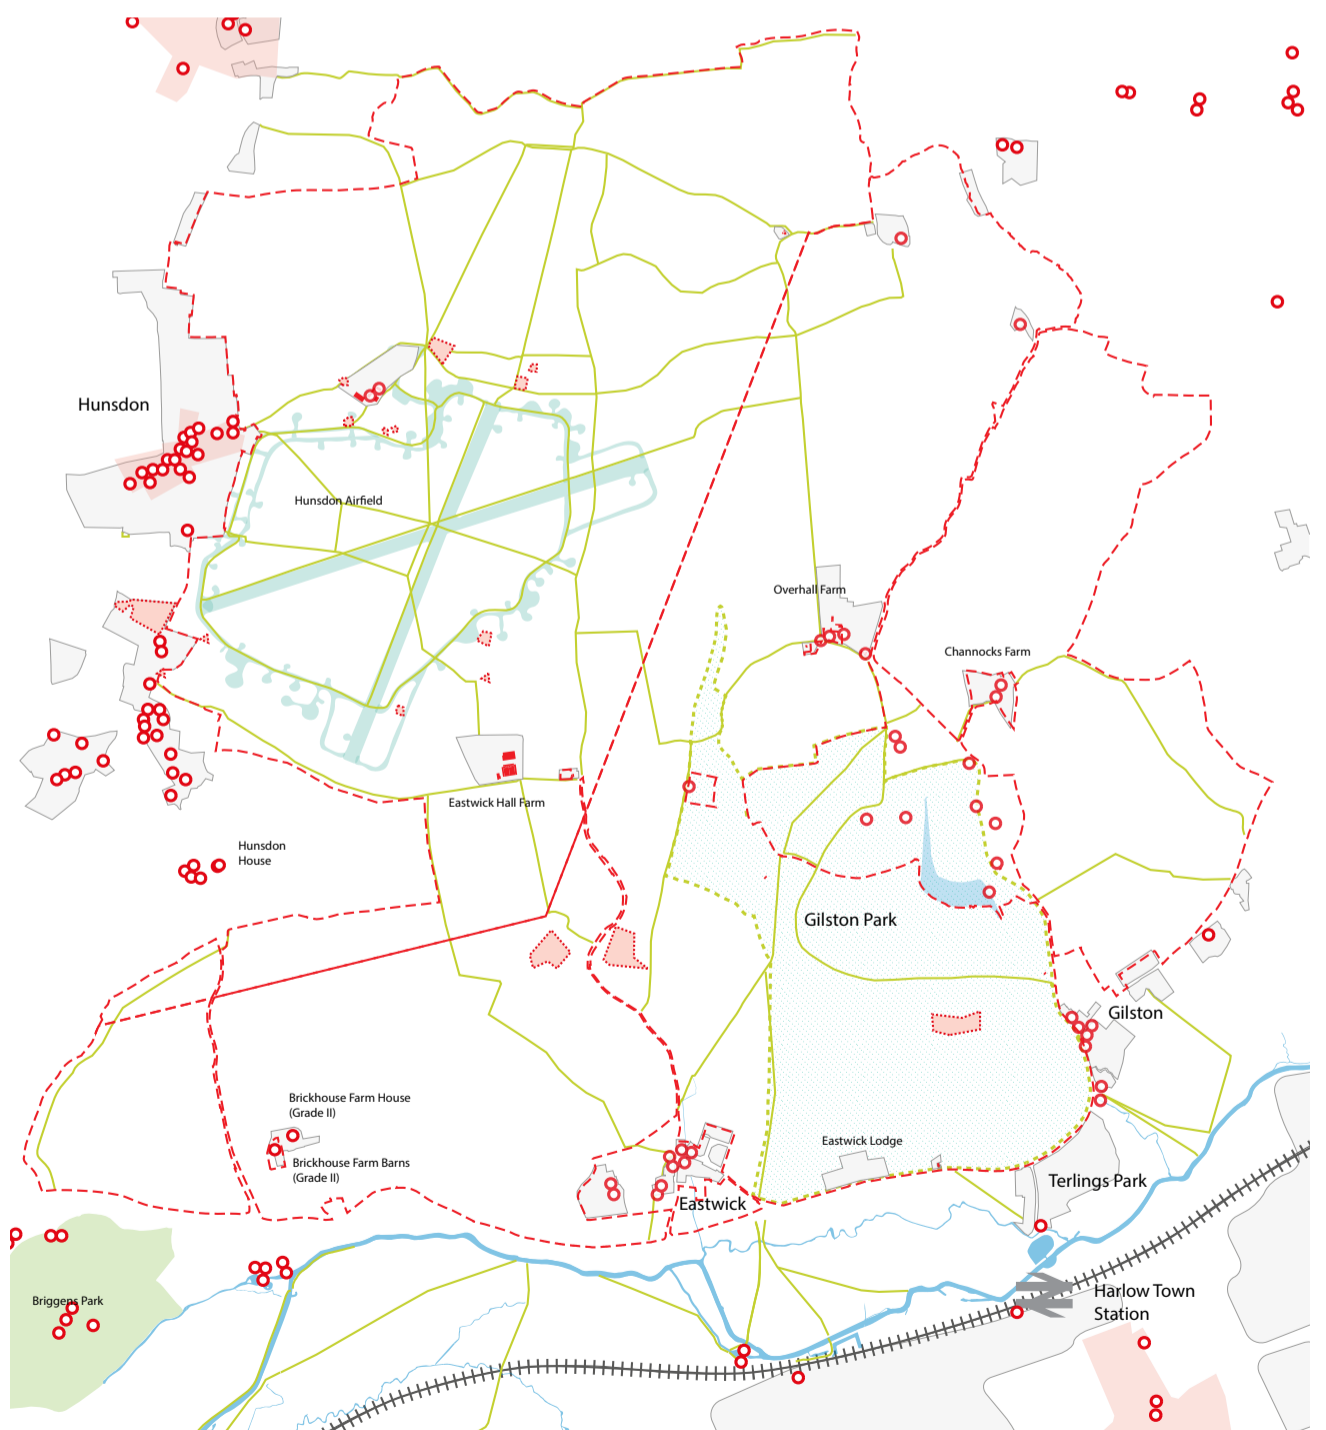 Hunsdon
Hunsdon Airfield
Overhall Farm
Channocks Farm
Eastwick Hall Farm
Hunsdon
House
Gilston Park
Gilston
Brickhouse Farm House
(Grade II)
Eastwick Lodge
Brickhouse Farm Barns
(Grade II)
Terlings Park
Eastwick
Briggens Park
Harlow Town
Station